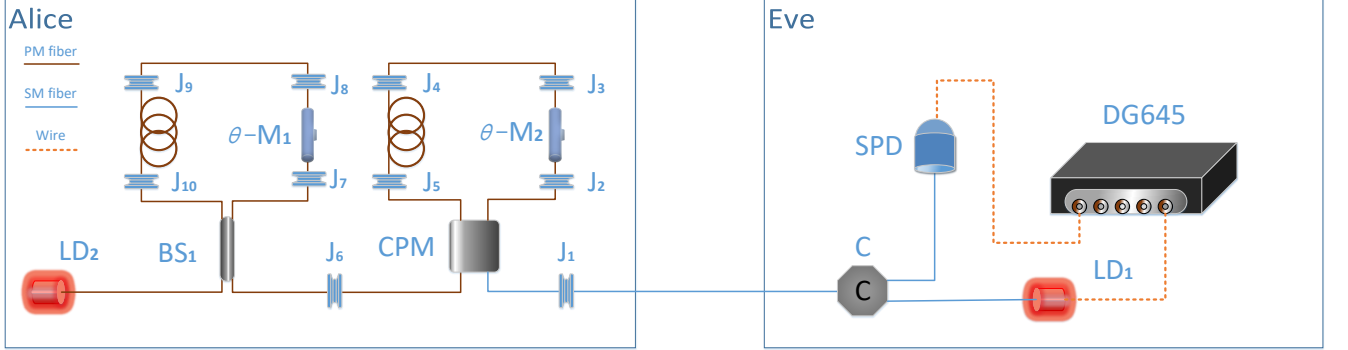 Alice
Eve
PM fiber
SM fiber
Wire
J9
J8
J4
J3
θ-M1
θ-M2
J10
J7
J5
J2
LD2
BS1
J6
CPM
J1
SPD
DG645
C
C
LD1